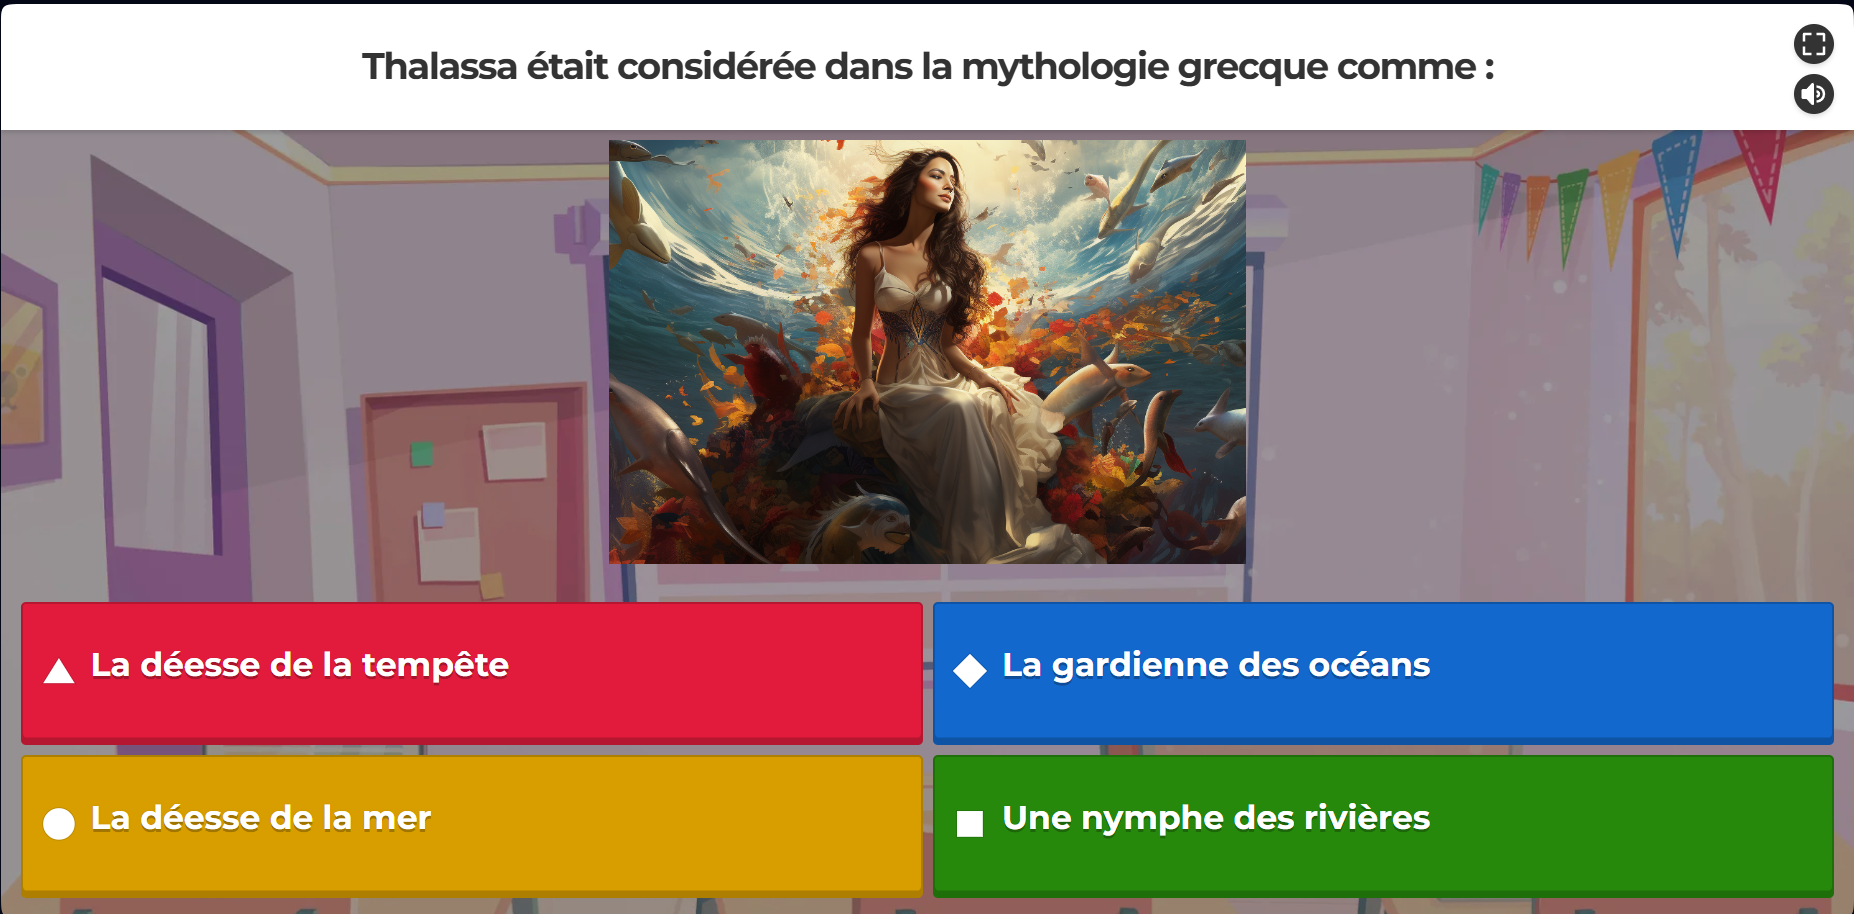 Thalassa était considérée dans la mythologie grecque comme :
La déesse de la tempête
La gardienne des océans
La déesse de la mer
Une nymphe des rivières